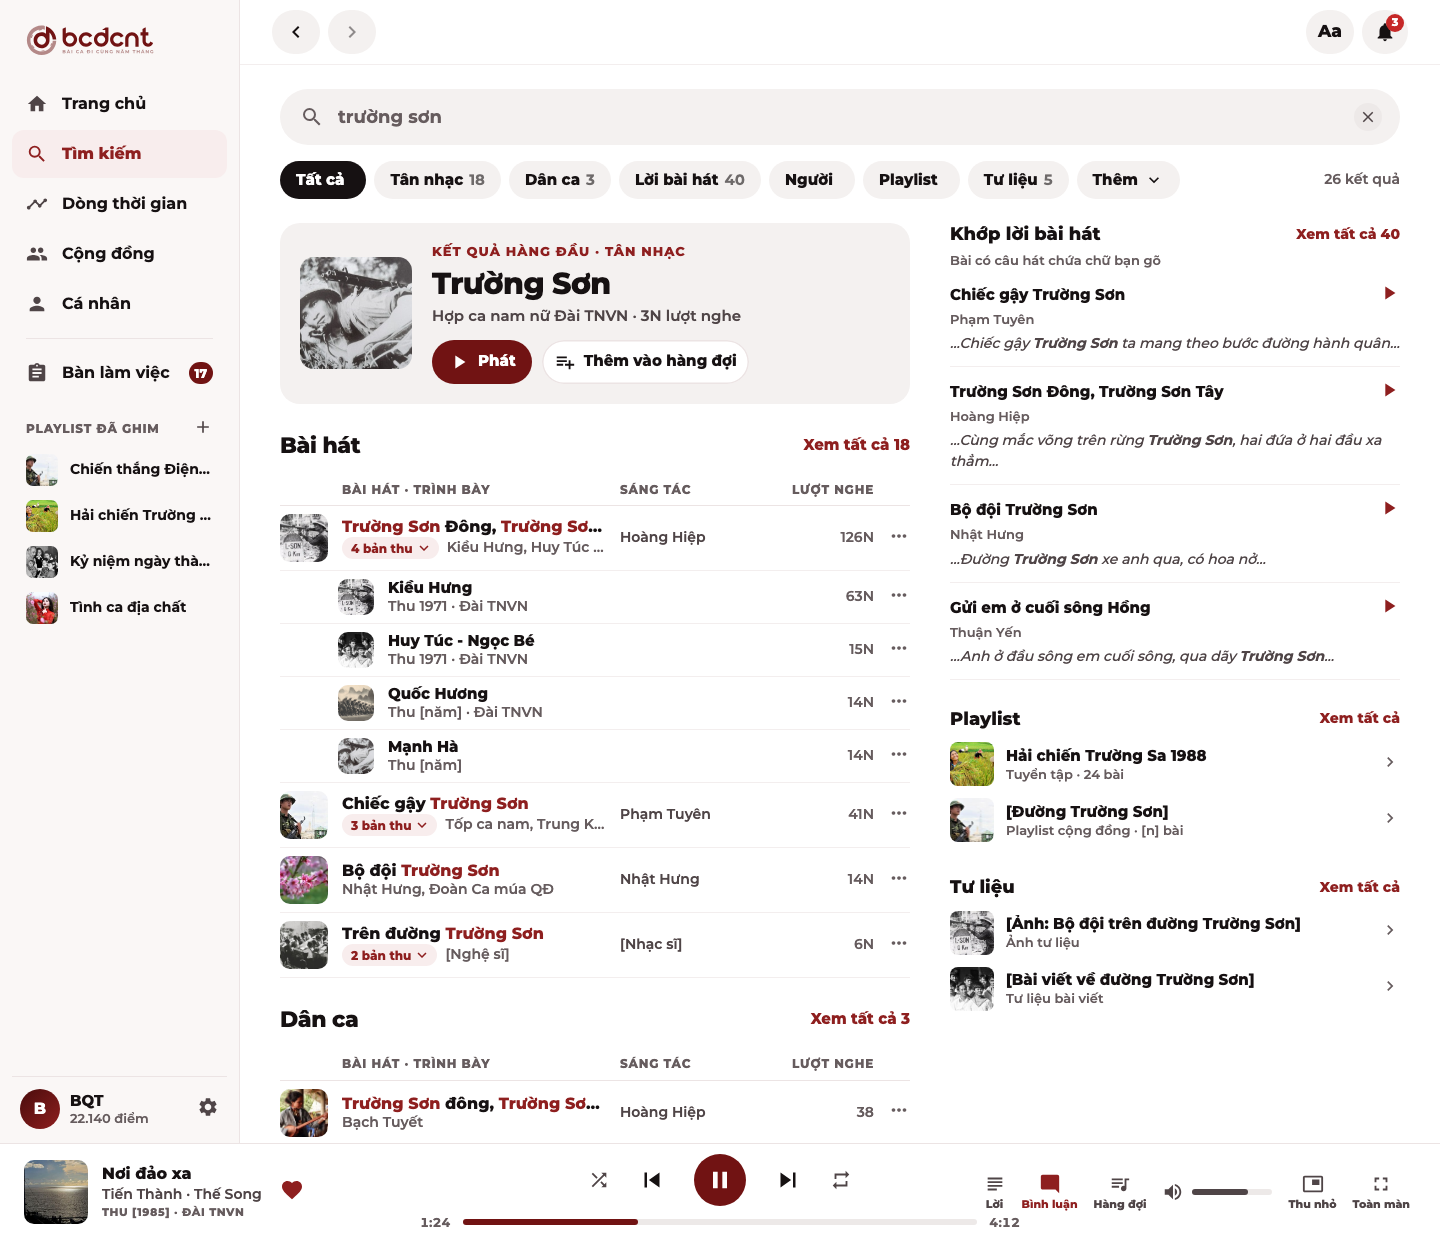 bcdcnt
BÀI CA ĐI CÙNG NĂM THÁNG
Trang chủ
Tìm kiếm
Dòng thời gian
Cộng đồng
Cá nhân
Bàn làm việc 17
PLAYLIST ĐÃ GHIM
Chiến thắng Điện...
Hải chiến Trường ...
Kỷ niệm ngày thà...
Tình ca địa chất
B
BQT
22.140 điểm
Aa
3
trường sơn
Tất cả
Tân nhạc 18
Dân ca 3
Lời bài hát 40
Người
Playlist
Tư liệu 5
Thêm
26 kết quả
KẾT QUẢ HÀNG ĐẦU · TÂN NHẠC
Trường Sơn
Hợp ca nam nữ Đài TNVN · 3N lượt nghe
Phát
Thêm vào hàng đợi
Bài hát
Xem tất cả 18
BÀI HÁT · TRÌNH BÀY SÁNG TÁC LƯỢT NGHE
Trường Sơn Đông, Trường Sơ...
4 bản thu Kiều Hưng, Huy Túc ...
Hoàng Hiệp
126N
Kiều Hưng
Thu 1971 · Đài TNVN
63N
Huy Túc - Ngọc Bé
Thu 1971 · Đài TNVN
15N
Quốc Hương
Thu [năm] · Đài TNVN
14N
Mạnh Hà
Thu [năm]
14N
Chiếc gậy Trường Sơn
3 bản thu Tốp ca nam, Trung K...
Phạm Tuyên
41N
Bộ đội Trường Sơn
Nhật Hưng, Đoàn Ca múa QĐ
Nhật Hưng
14N
Trên đường Trường Sơn
2 bản thu [Nghệ sĩ]
[Nhạc sĩ]
6N
Dân ca
Xem tất cả 3
BÀI HÁT · TRÌNH BÀY SÁNG TÁC LƯỢT NGHE
Trường Sơn đông, Trường Sơ...
Bạch Tuyết
Hoàng Hiệp
38
Khớp lời bài hát
Xem tất cả 40
Bài có câu hát chứa chữ bạn gõ
Chiếc gậy Trường Sơn
Phạm Tuyên
...Chiếc gậy Trường Sơn ta mang theo bước đường hành quân...
Trường Sơn Đông, Trường Sơn Tây
Hoàng Hiệp
...Cùng mắc võng trên rừng Trường Sơn, hai đứa ở hai đầu xa
thẳm...
Bộ đội Trường Sơn
Nhật Hưng
...Đường Trường Sơn xe anh qua, có hoa nở...
Gửi em ở cuối sông Hồng
Thuận Yến
...Anh ở đầu sông em cuối sông, qua dãy Trường Sơn...
Playlist
Xem tất cả
Hải chiến Trường Sa 1988
Tuyển tập · 24 bài
[Đường Trường Sơn]
Playlist cộng đồng · [n] bài
Tư liệu
Xem tất cả
[Ảnh: Bộ đội trên đường Trường Sơn]
Ảnh tư liệu
[Bài viết về đường Trường Sơn]
Tư liệu bài viết
Nơi đảo xa
Tiến Thành · Thế Song
THU [1985] · ĐÀI TNVN
1:24
4:12
Lời
Bình luận
Hàng đợi
Thu nhỏ
Toàn màn